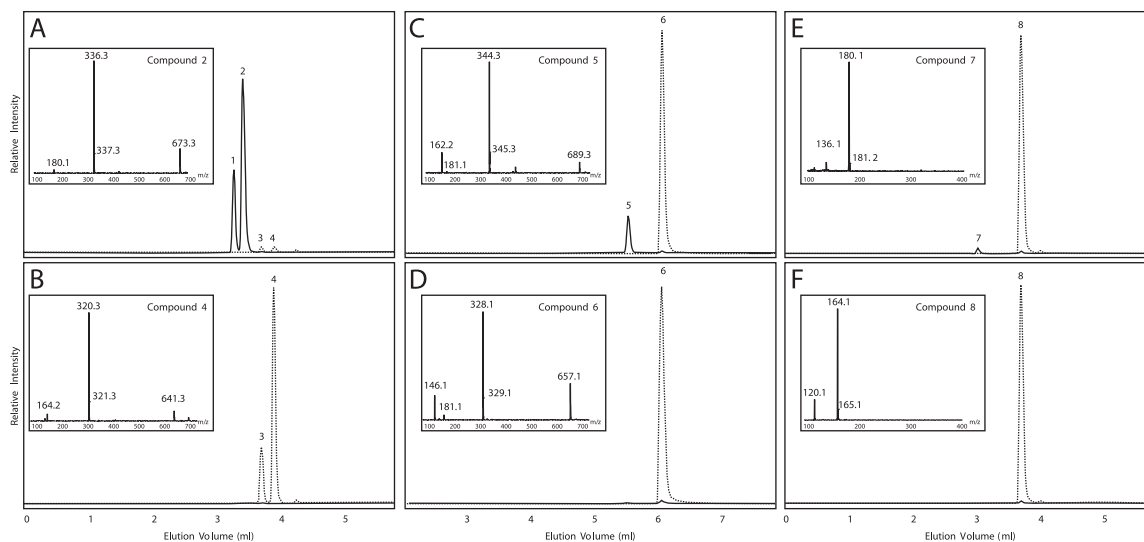 A
Compound 2
336.3
337.3
180.1
673.3
100 200 300 400 500 600 700 m/z
1
2
3
4
Relative Intensity
C
Compound 5
344.3
162.2
345.3
181.1
689.3
100 200 300 400 500 600 700 m/z
5
6
E
Compound 7
180. 1
136. 1
181. 2
100 200 300 400 m/z
7
8
B
Compound 4
320.3
321.3
164.2
641.3
100 200 300 400 500 600 700 m/z
3
4
Relative Intensity
0 1 2 3 4 5
Elution Volume (ml)
D
Compound 6
328.1
146.1
329.1
181.1
657.1
100 200 300 400 500 600 700 m/z
6
3 4 5 6 7
Elution Volume (ml)
F
Compound 8
164.1
120.1
165.1
100 200 300 400 m/z
8
0 1 2 3 4 5
Elution Volume (ml)